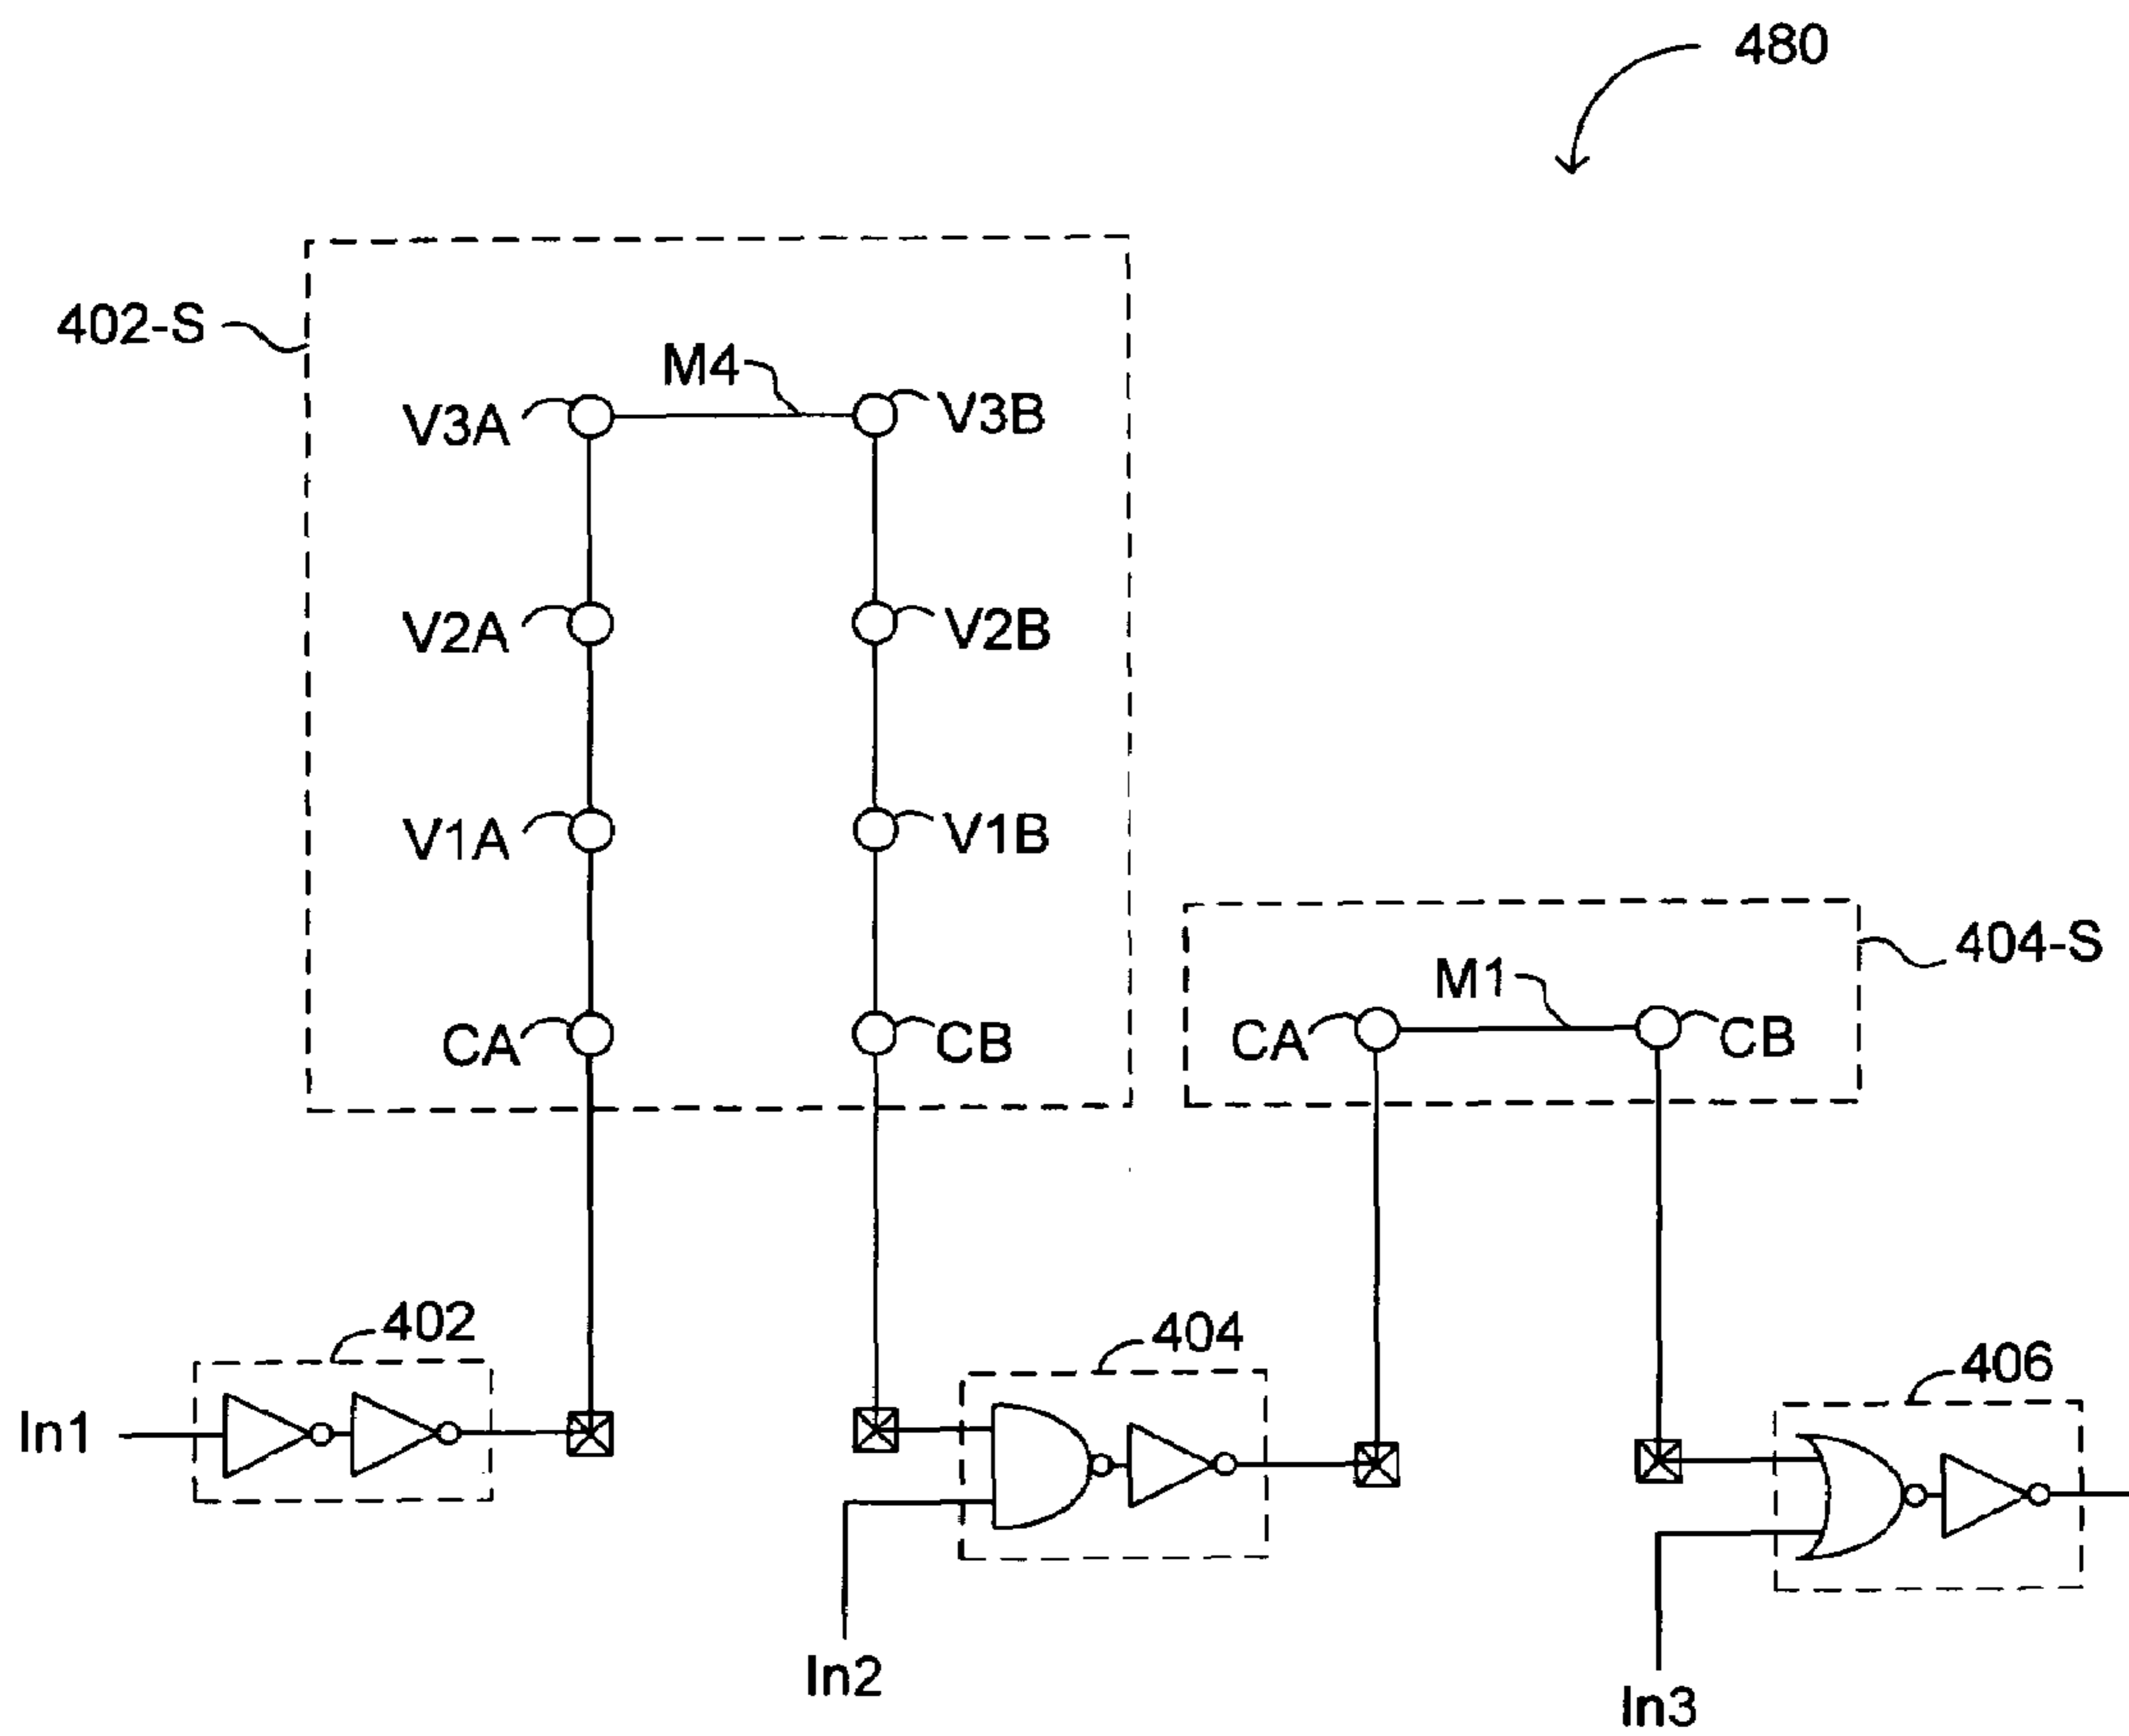 480
402-S
M4
V3A
V3B
V2A
V2B
V1A
V1B
404-S
M1
CA
CB
CA
CB
402
404
406
In1
In2
In3